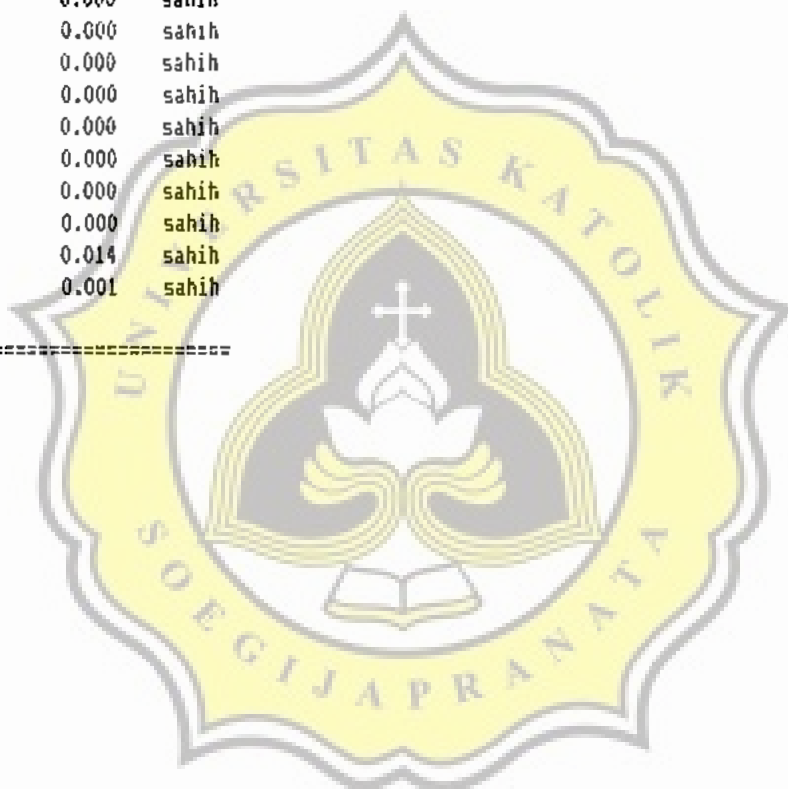 0.000 sahih
0.000 sahih
0.000 sahih
0.000 sahih
0.000 sahih
0.000 sahih
0.000 sahih
0.000 sahih
0.014 sahih
0.001 sahih
======================
UNIVERSITAS KATOLIK
SOEGIJAPRANATA